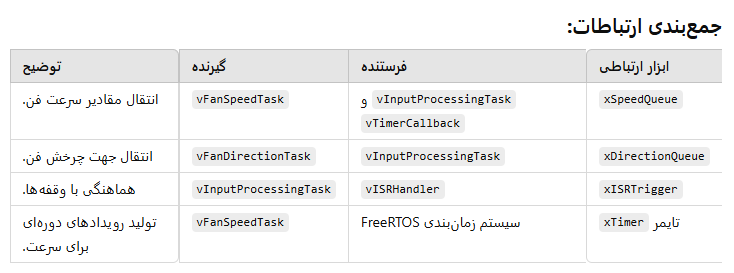 جمع‌بندی ارتباطات:
ابزار ارتباطی	فرستنده	گیرنده	توضیح
xSpeedQueue	vInputProcessingTask و	vFanSpeedTask	انتقال مقادیر سرعت فن.
vTimerCallback
xDirectionQueue	vInputProcessingTask	vFanDirectionTask	انتقال جهت چرخش فن.
xISRTrigger	vISRHandler	vInputProcessingTask	هماهنگی با وقفه‌ها.
تایمر xTimer	سیستم زمان‌بندی FreeRTOS	vFanSpeedTask	تولید رویدادهای دوره‌ای
برای سرعت.